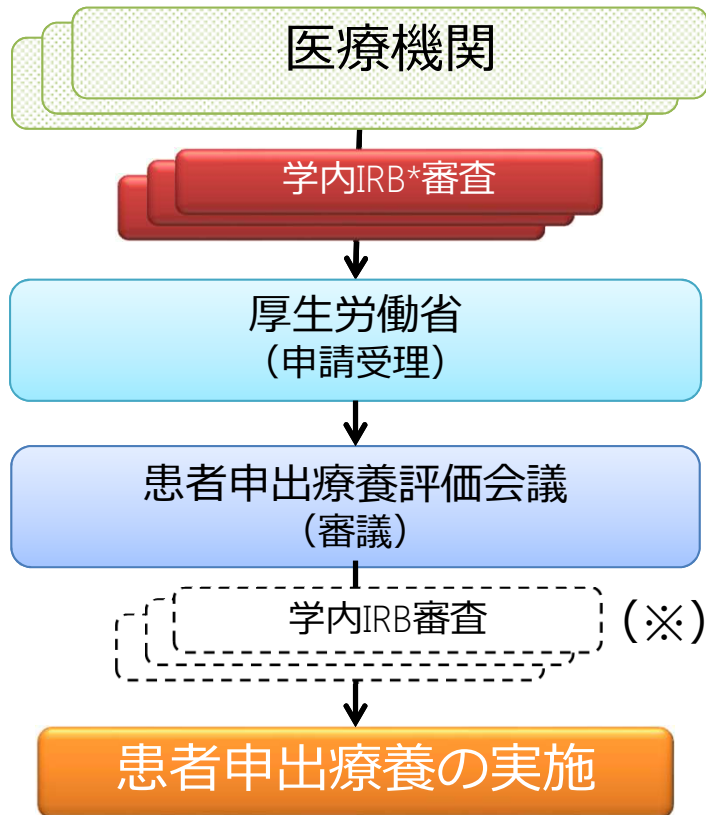 医療機関
学内IRB*審査
厚生労働省
（申請受理）
患者申出療養評価会議
（審議）
学内IRB審査 （※）
患者申出療養の実施